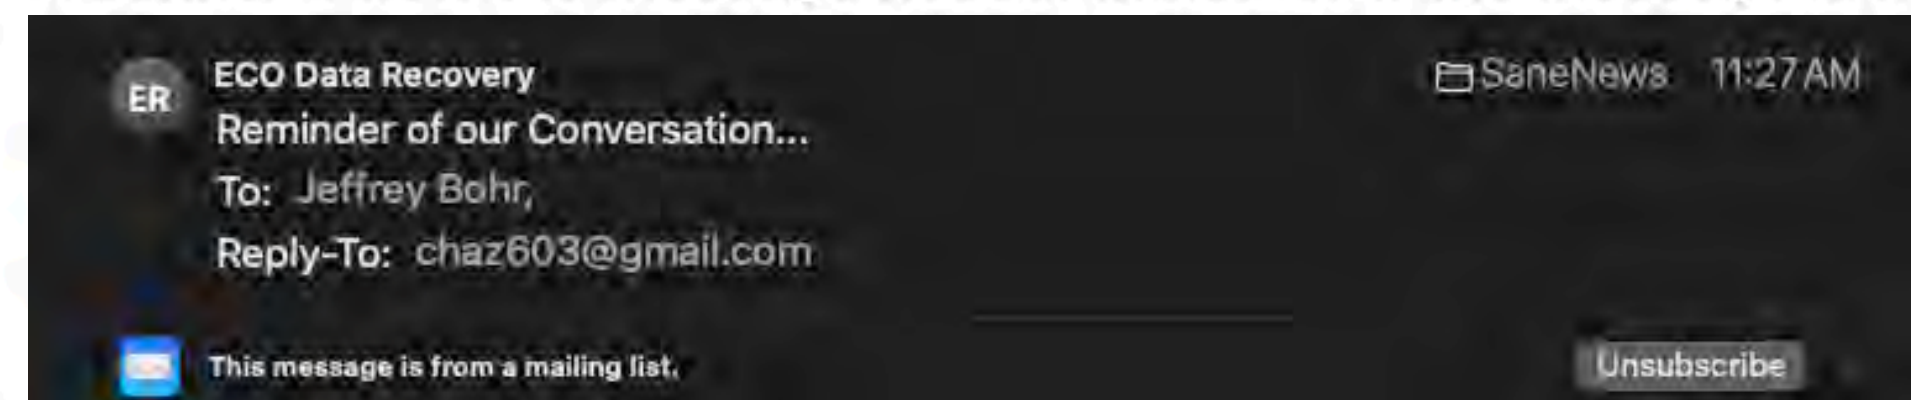 ER
ECO Data Recovery
SaneNews 11:27 AM
Reminder of our Conversation...
To: Jeffrey Bohr,
Reply-To: chaz603@gmail.com
This message is from a mailing list.
Unsubscribe